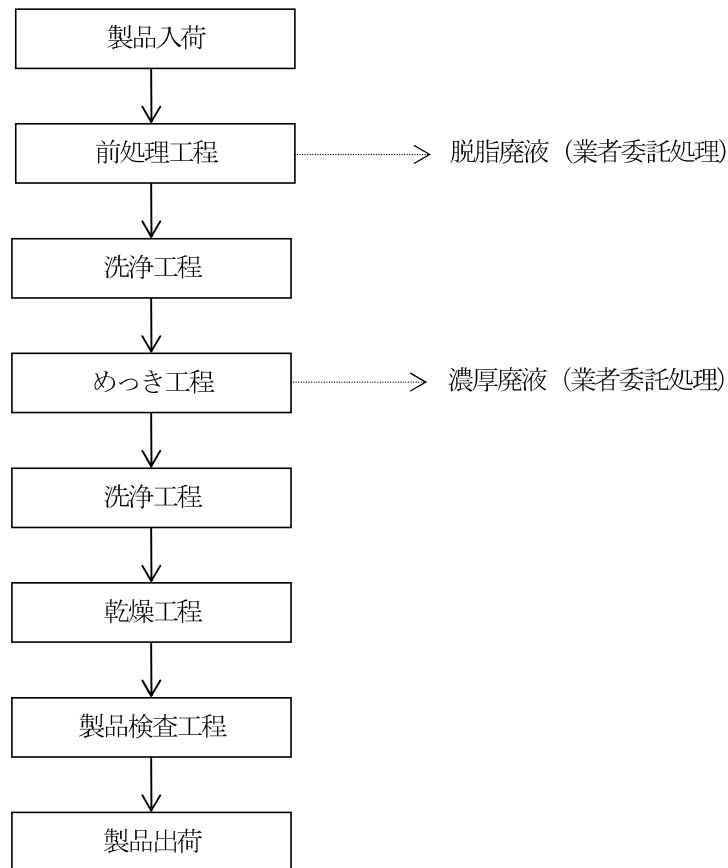 製品入荷
前処理工程
脱脂廃液（業者委託処理）
洗浄工程
めっき工程
濃厚廃液（業者委託処理）
洗浄工程
乾燥工程
製品検査工程
製品出荷